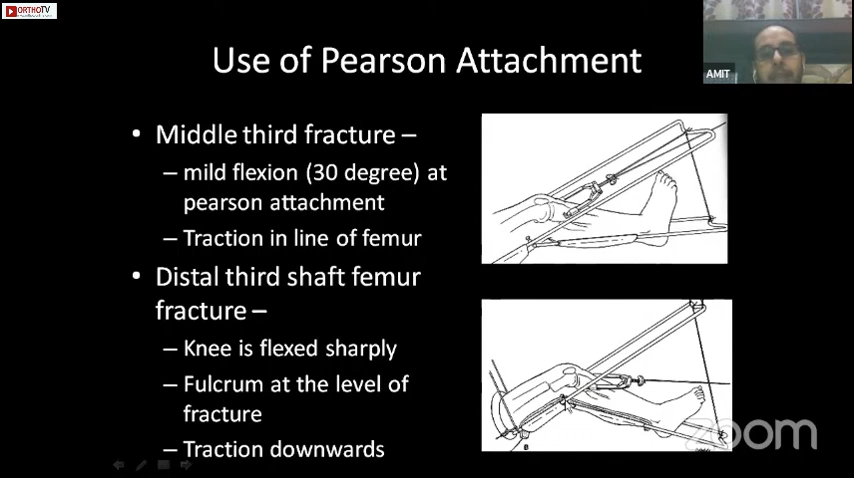 ORTHOTV
Use of Pearson Attachment
AMIT
• Middle third fracture –
– mild flexion (30 degree) at
pearson attachment
– Traction in line of femur
• Distal third shaft femur
fracture –
– Knee is flexed sharply
– Fulcrum at the level of
fracture
– Traction downwards
zoom